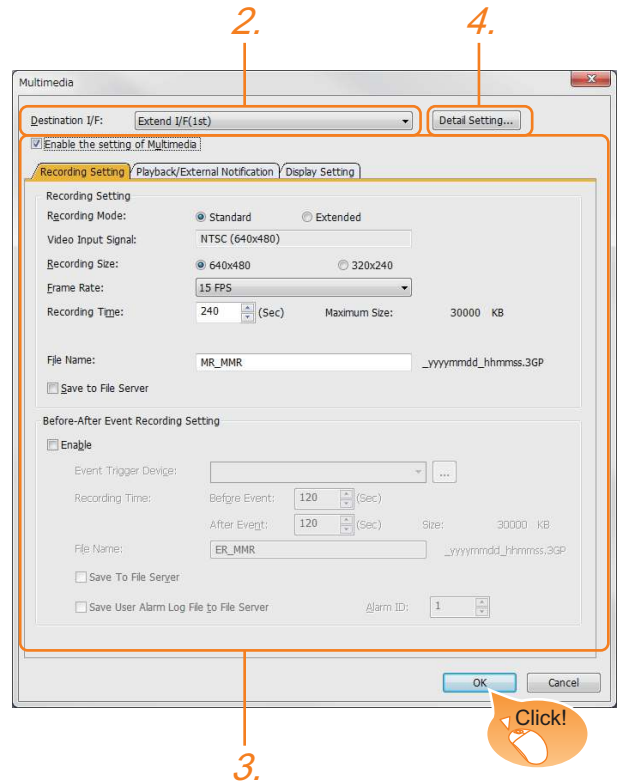 2.
4.
Multimedia
Destination I/F: Extend I/F(1st) Detail Setting...
Enable the setting of Multimedia
Recording Setting Playback/External Notification Display Setting
Recording Setting
Recording Mode: Standard Extended
Video Input Signal: NTSC (640x480)
Recording Size: 640x480 320x240
Frame Rate: 15 FPS
Recording Time: 240 (Sec) Maximum Size: 30000 KB
File Name: MR_MMR _yyyymmdd_hhmmss.3GP
Save to File Server
Before-After Event Recording Setting
Enable
Event Trigger Device: ...
Recording Time: Before Event: 120 (Sec)
After Event: 120 (Sec) Size: 30000 KB
File Name: ER_MMR _yyyymmdd_hhmmss.3GP
Save To File Server
Save User Alarm Log File to File Server Alarm ID: 1
OK Cancel
Click!
3.